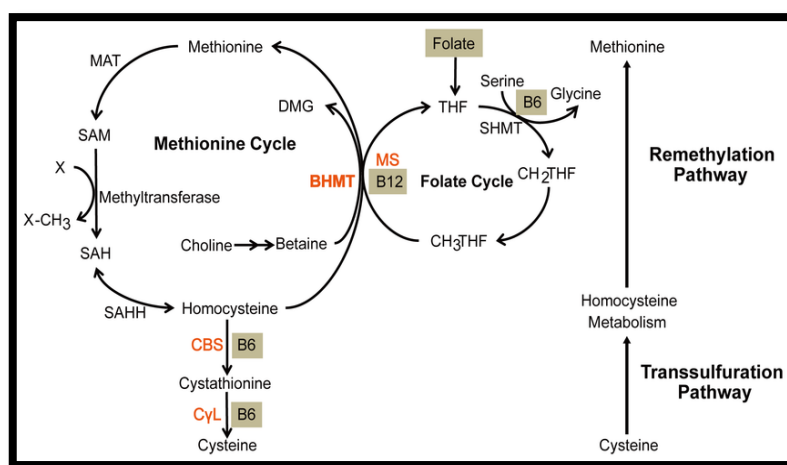 Methionine
MAT
SAM
X
Methyltransferase
X-CH3
SAH
SAHH
Methionine Cycle
DMG
BHMT
Choline
Betaine
Homocysteine
CBS
B6
Cystathionine
CγL
B6
Cysteine
Folate
THF
Serine
B6
Glycine
SHMT
MS
B12
Folate Cycle
CH2THF
CH3THF
Methionine
Remethylation
Pathway
Homocysteine
Metabolism
Transsulfuration
Pathway
Cysteine